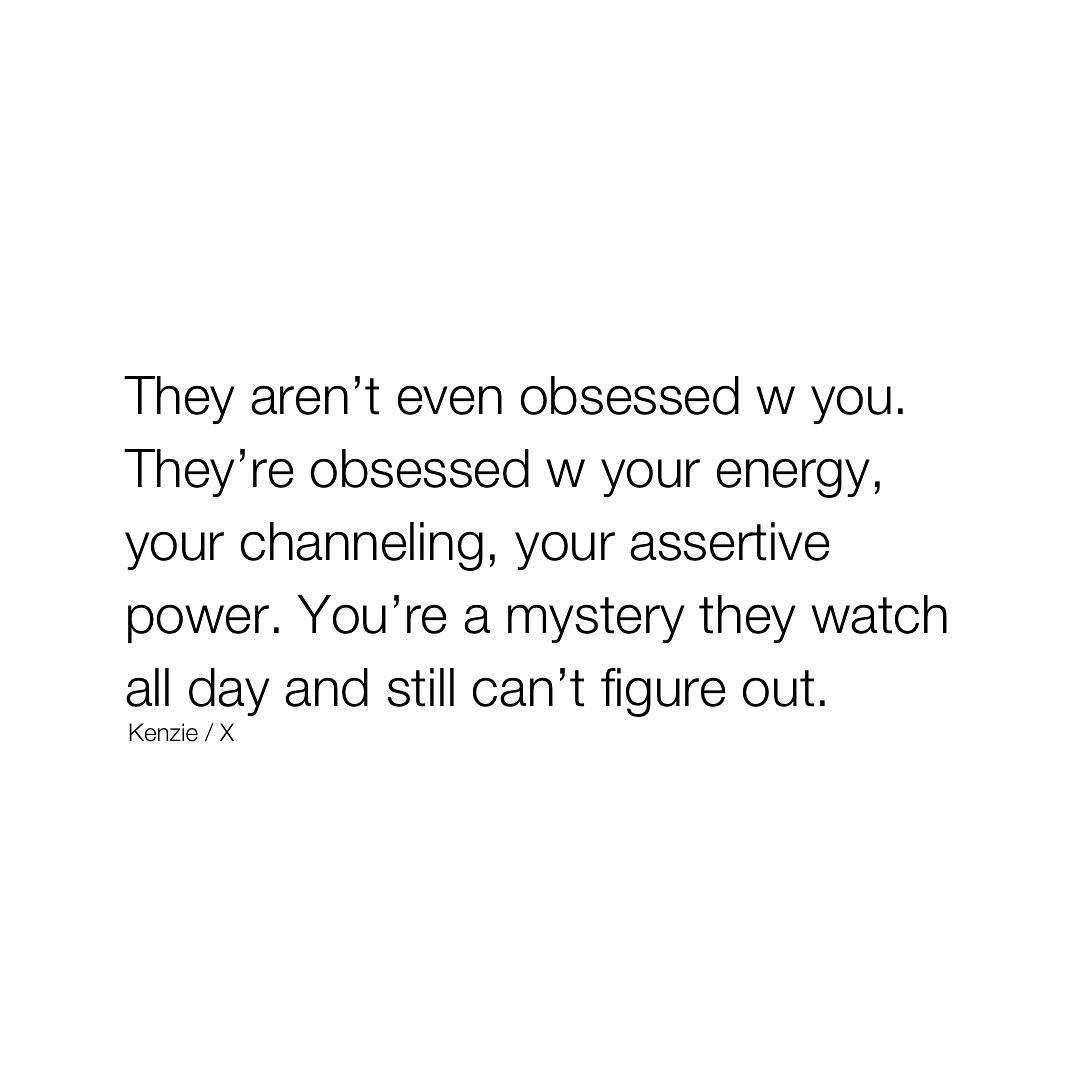 They aren’t even obsessed w you.
They’re obsessed w your energy,
your channeling, your assertive
power. You’re a mystery they watch
all day and still can’t figure out.
Kenzie / X